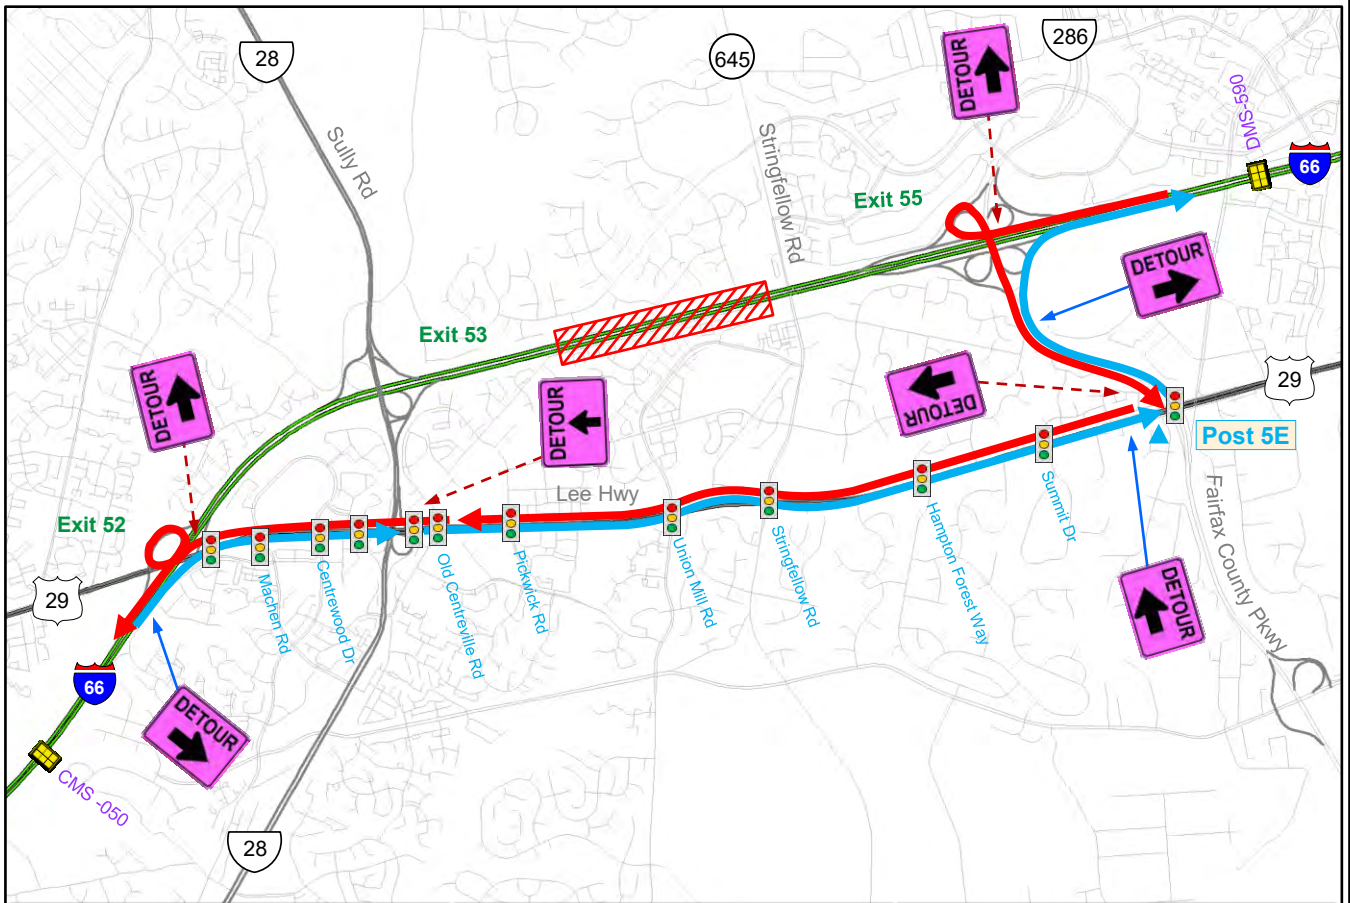 28
645
286
DETOUR
DMS-590
66
Sully Rd
Stringfellow Rd
Exit 55
DETOUR
Exit 53
DETOUR
DETOUR
DETOUR
29
Post 5E
Lee Hwy
Exit 52
Machen Rd
Centrewood Dr
Old Centreville Rd
Pickwick Rd
Union Mill Rd
Stringfellow Rd
Hampton Forest Way
Summit Dr
Fairfax County Pkwy
29
DETOUR
66
DETOUR
CMS -050
28